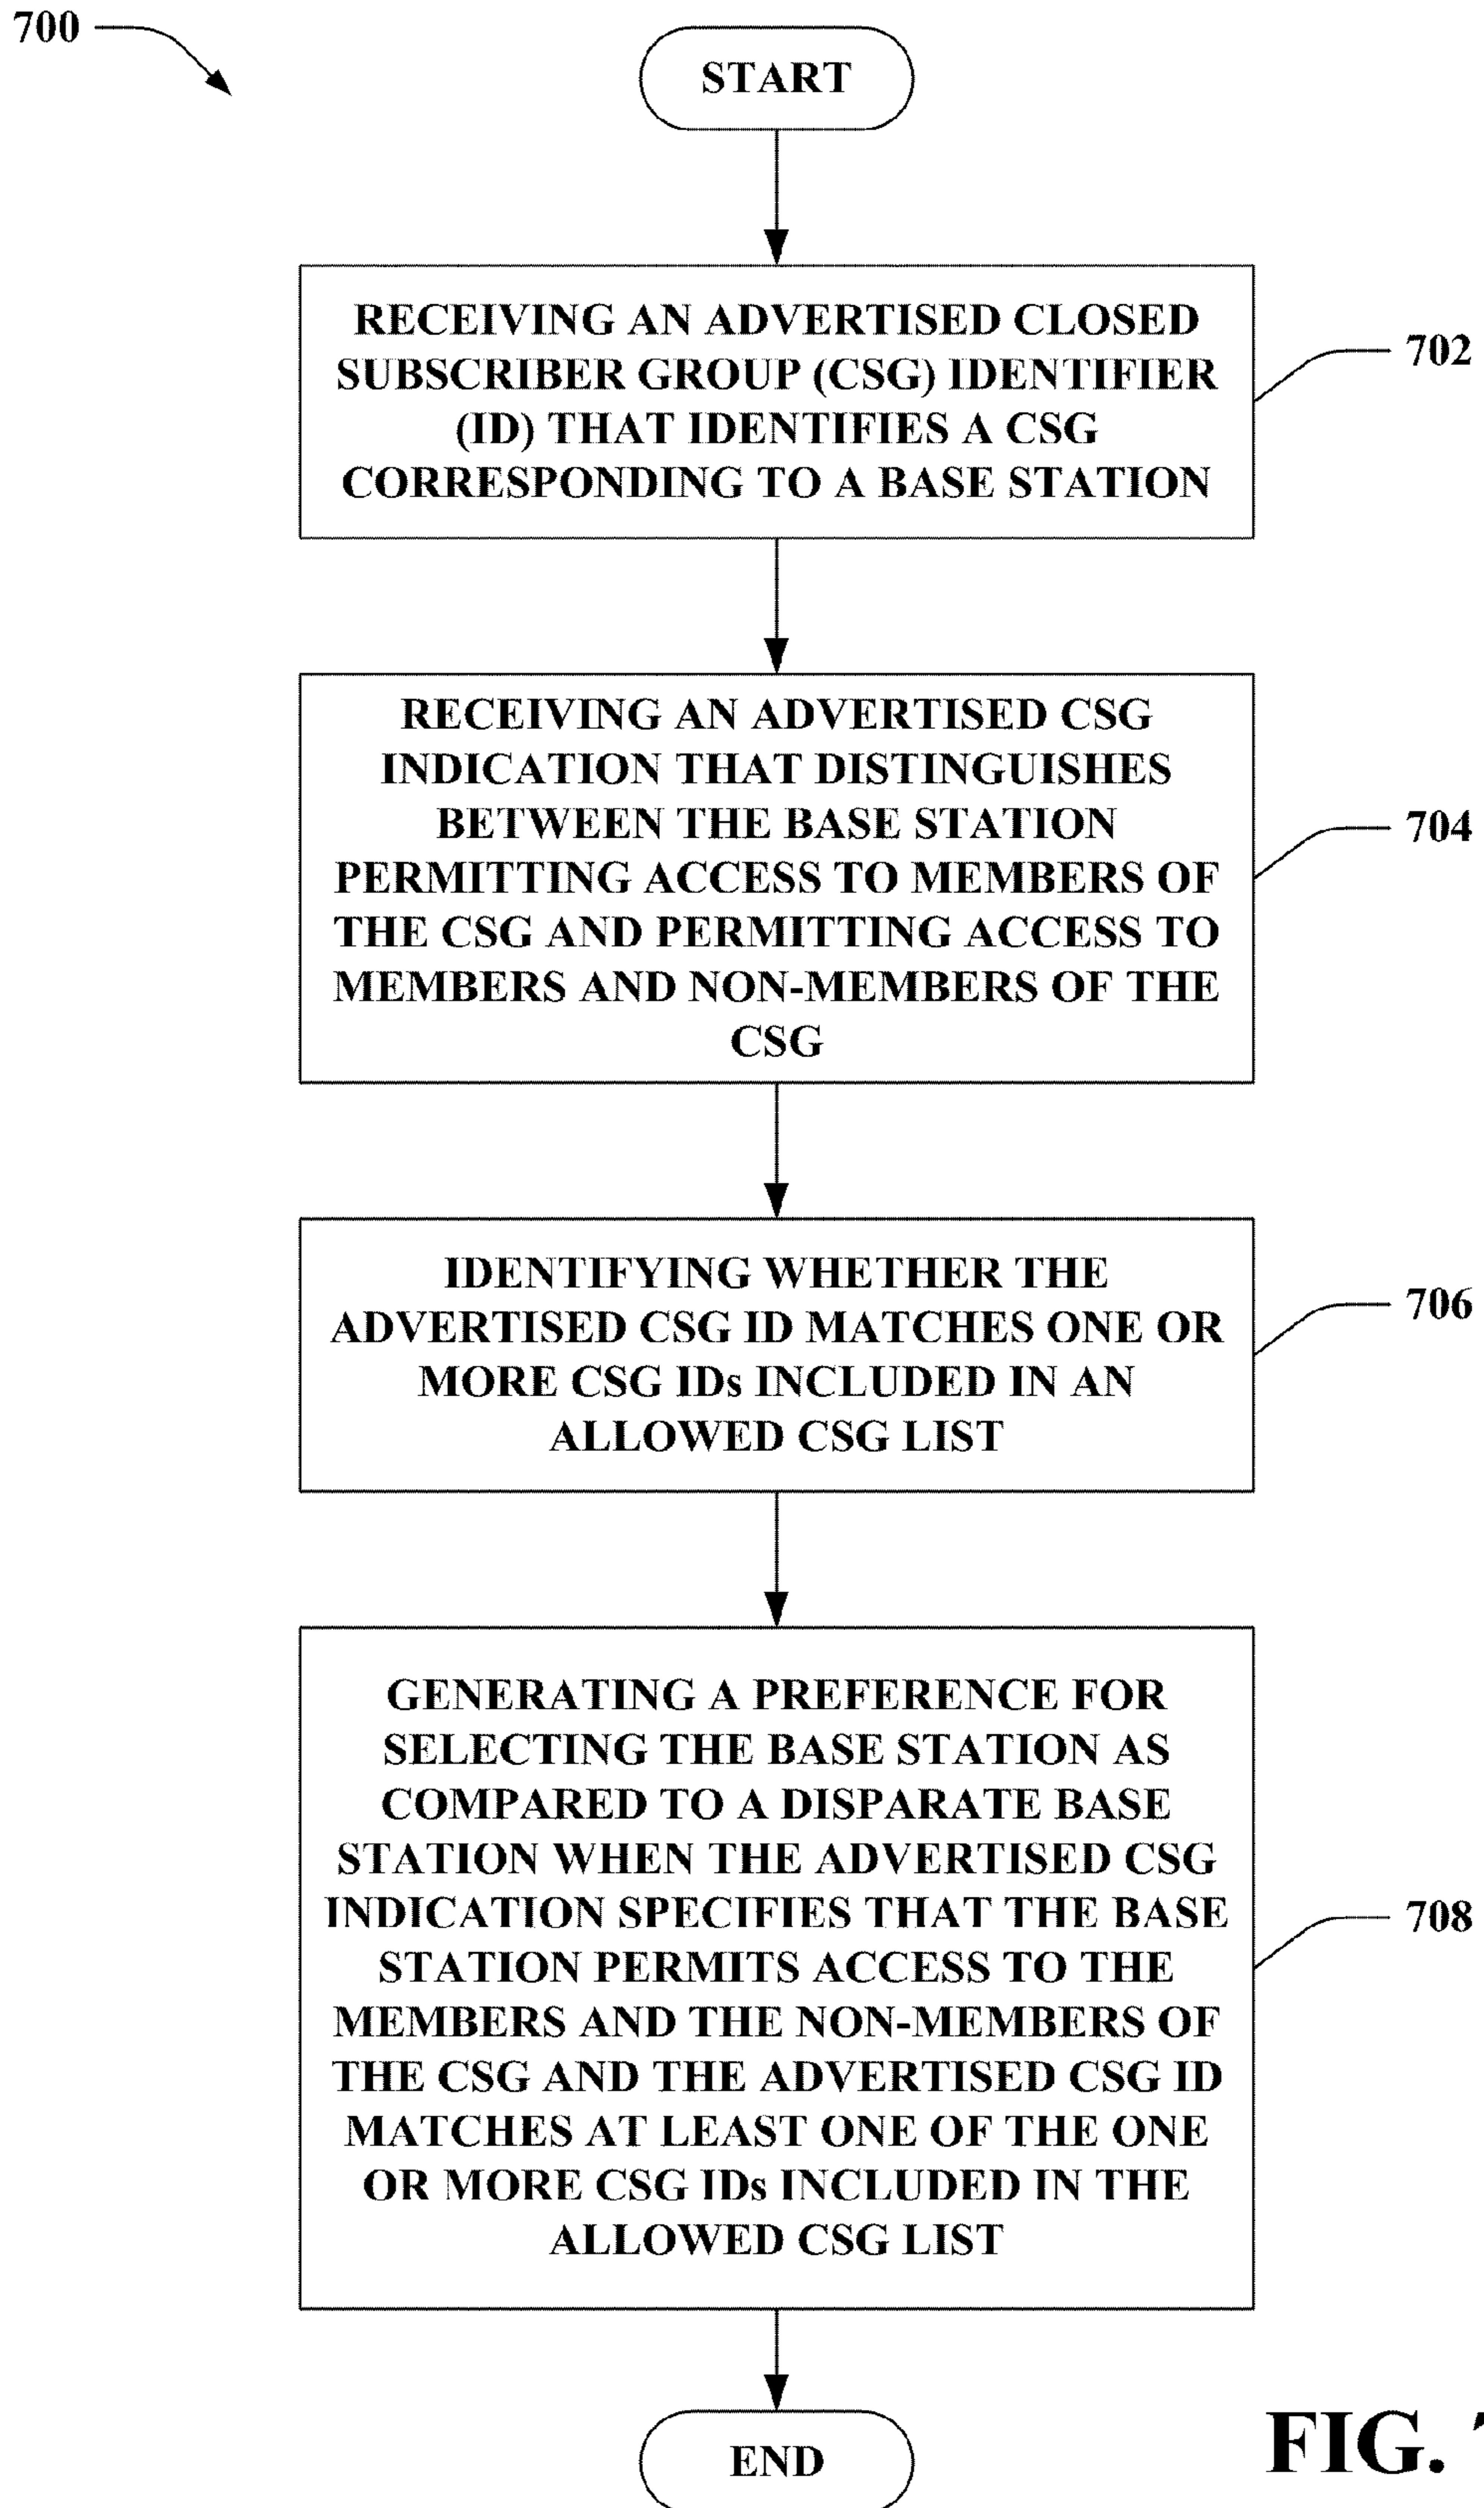 700
START
RECEIVING AN ADVERTISED CLOSED
SUBSCRIBER GROUP (CSG) IDENTIFIER
(ID) THAT IDENTIFIES A CSG
CORRESPONDING TO A BASE STATION
702
RECEIVING AN ADVERTISED CSG
INDICATION THAT DISTINGUISHES
BETWEEN THE BASE STATION
PERMITTING ACCESS TO MEMBERS OF
THE CSG AND PERMITTING ACCESS TO
MEMBERS AND NON-MEMBERS OF THE
CSG
704
IDENTIFYING WHETHER THE
ADVERTISED CSG ID MATCHES ONE OR
MORE CSG IDs INCLUDED IN AN
ALLOWED CSG LIST
706
GENERATING A PREFERENCE FOR
SELECTING THE BASE STATION AS
COMPARED TO A DISPARATE BASE
STATION WHEN THE ADVERTISED CSG
INDICATION SPECIFIES THAT THE BASE
STATION PERMITS ACCESS TO THE
MEMBERS AND THE NON-MEMBERS OF
THE CSG AND THE ADVERTISED CSG ID
MATCHES AT LEAST ONE OF THE ONE
OR MORE CSG IDs INCLUDED IN THE
ALLOWED CSG LIST
708
END
FIG.